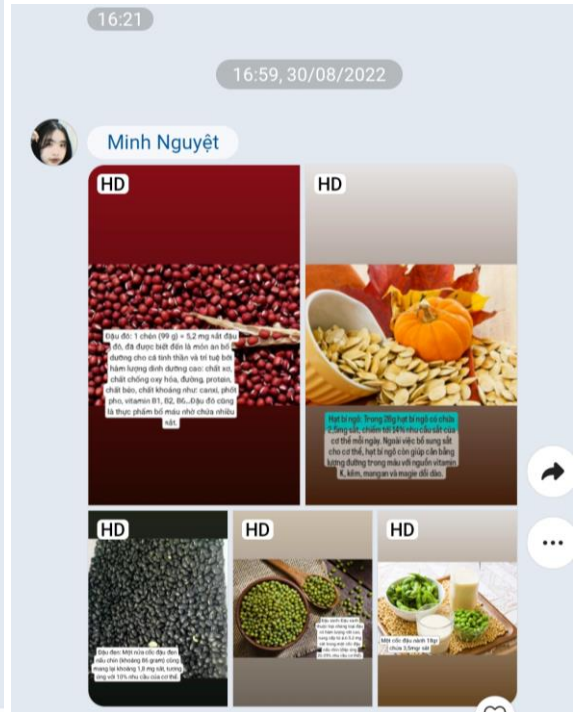 16:21
16:59, 30/08/2022
Minh Nguyệt
HD
Đậu đỏ: 1 chén (99 g) = 5,2 mg sắt đậu
đỏ, đã được biết đến là món ăn bổ
dưỡng cho cả tinh thần và trí tuệ bởi
hàm lượng dinh dưỡng cao: chất xơ,
chất chống oxy hóa, đường, protein,
chất béo, chất khoáng như: canxi, phốt
pho, vitamin B1, B2, B6...Đậu đỏ cũng
là thực phẩm bổ máu nhờ chứa nhiều
sắt.
HD
Hạt bí ngô: Trong 28g hạt bí ngô có chứa
2,5mg sắt, chiếm tới 14% nhu cầu sắt của
cơ thể mỗi ngày. Ngoài việc bổ sung sắt
cho cơ thể, hạt bí ngô còn giúp cân bằng
lượng đường trong máu với nguồn vitamin
K, kẽm, mangan và magie dồi dào.
HD
Đậu đen: Một nửa cốc đậu đen
nấu chín (khoảng 86 gram) cũng
mang lại khoảng 1,8 mg sắt, tương
ứng với 10% nhu cầu của cơ thể.
HD
Đậu xanh: Đậu xanh
HD
Một cốc đậu nành 18gr
chứa 3,5mgr sắt